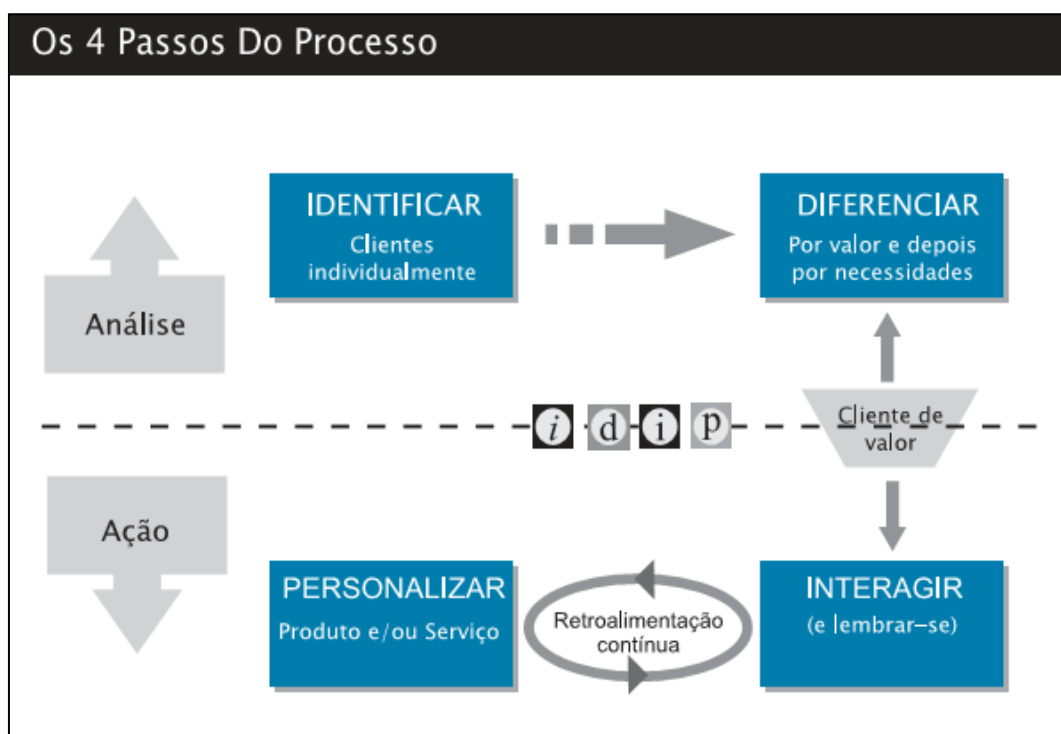 Os 4 Passos Do Processo
IDENTIFICAR
Clientes
individualmente
DIFERENCIAR
Por valor e depois
por necessidades
Análise
i d i p
Cliente de
valor
Ação
PERSONALIZAR
Produto e/ou Serviço
Retroalimentação
contínua
INTERAGIR
(e lembrar-se)